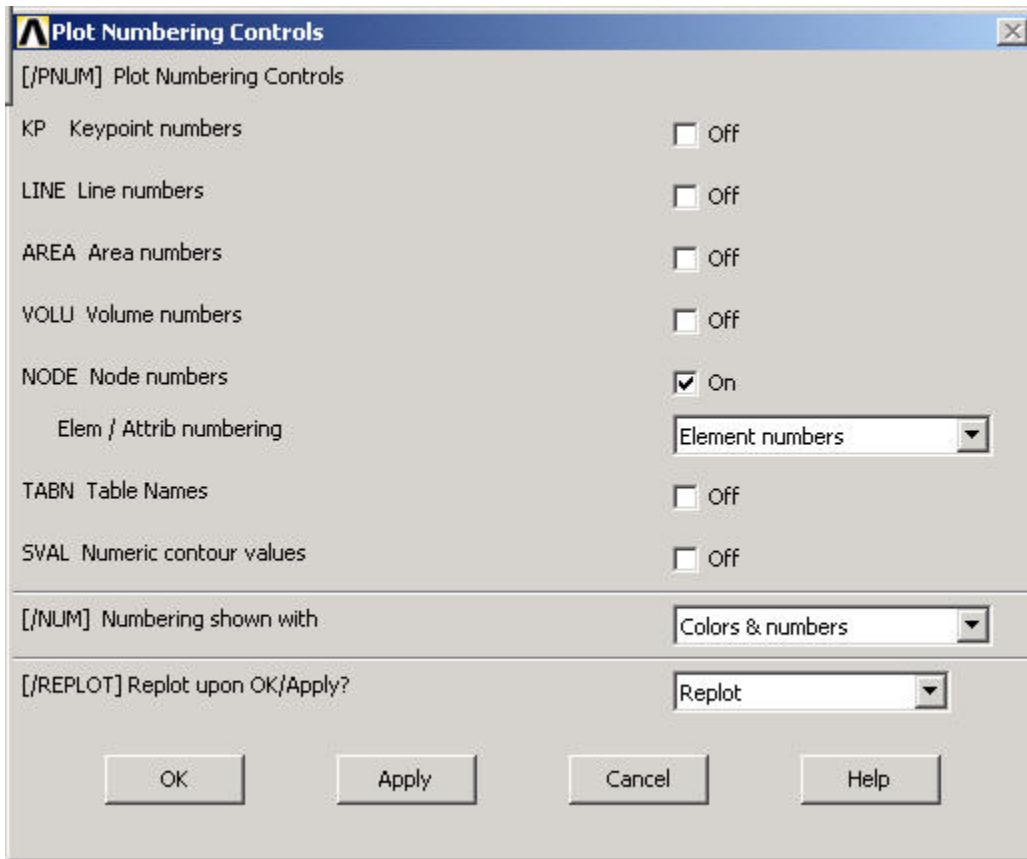 Plot Numbering Controls
[/PNUM] Plot Numbering Controls
KP Keypoint numbers Off
LINE Line numbers Off
AREA Area numbers Off
VOLU Volume numbers Off
NODE Node numbers On
Elem / Attrib numbering Element numbers
TABN Table Names Off
SVAL Numeric contour values Off
[/NUM] Numbering shown with Colors & numbers
[/REPLOT] Replot upon OK/Apply? Replot
OK Apply Cancel Help